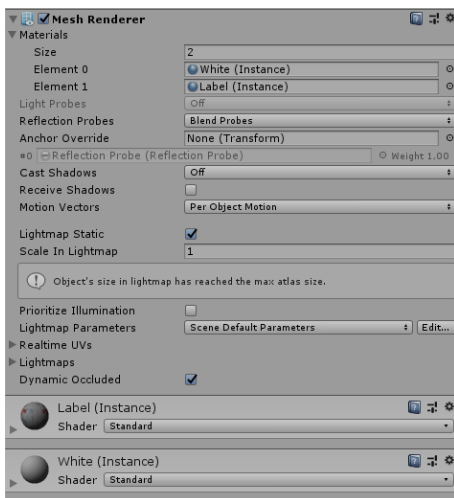 Mesh Renderer
Materials
Size 2
Element 0 White (Instance)
Element 1 Label (Instance)
Light Probes Off
Reflection Probes Blend Probes
Anchor Override None (Transform)
#0 Reflection Probe (Reflection Probe) Weight 1.00
Cast Shadows Off
Receive Shadows
Motion Vectors Per Object Motion
Lightmap Static
Scale In Lightmap 1
Object's size in lightmap has reached the max atlas size.
Prioritize Illumination
Lightmap Parameters Scene Default Parameters Edit...
Realtime UVs
Lightmaps
Dynamic Occluded
Label (Instance)
Shader Standard
White (Instance)
Shader Standard